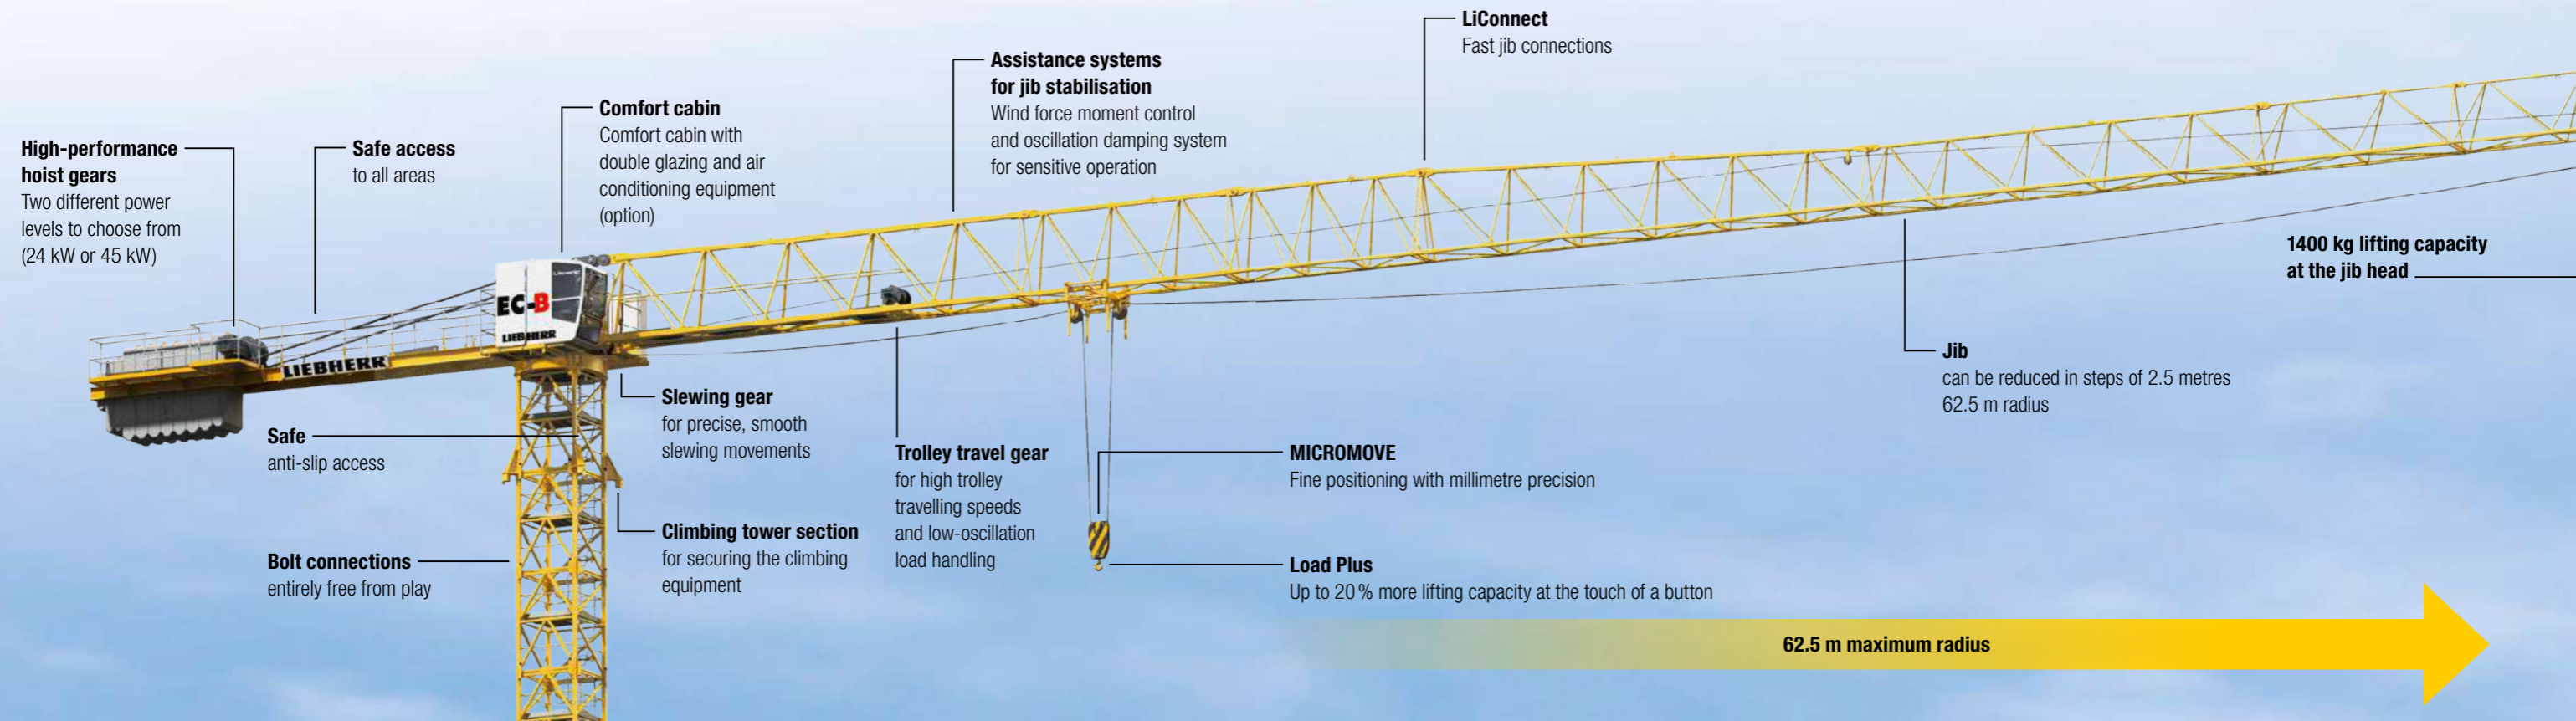 High-performance
hoist gears
Two different power
levels to choose from
(24 kW or 45 kW)
Safe access
to all areas
Comfort cabin
Comfort cabin with
double glazing and air
conditioning equipment
(option)
Assistance systems
for jib stabilisation
Wind force moment control
and oscillation damping system
for sensitive operation
LiConnect
Fast jib connections
1400 kg lifting capacity
at the jib head
EC-B
LIEBHERR
LIEBHERR
Jib
can be reduced in steps of 2.5 metres
62.5 m radius
Slewing gear
for precise, smooth
slewing movements
Safe
anti-slip access
Trolley travel gear
for high trolley
travelling speeds
and low-oscillation
load handling
MICROMOVE
Fine positioning with millimetre precision
Climbing tower section
for securing the climbing
equipment
Bolt connections
entirely free from play
Load Plus
Up to 20 % more lifting capacity at the touch of a button
62.5 m maximum radius